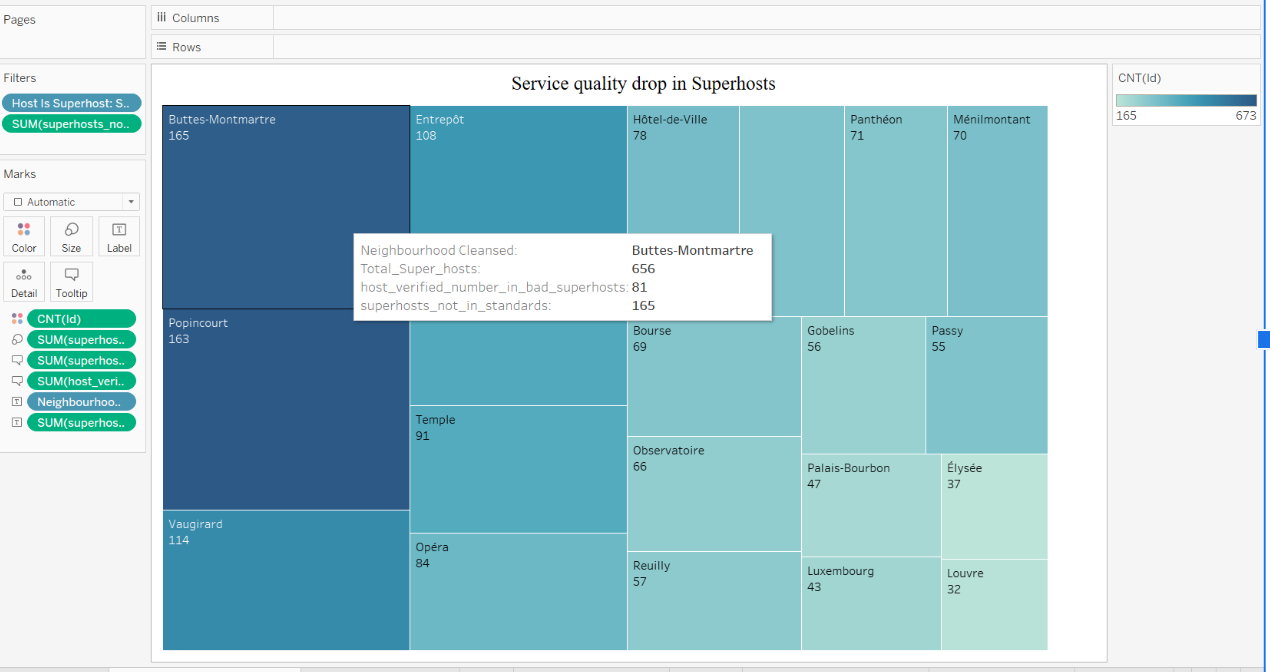 Pages
Columns
Rows
Filters
Host Is Superhost: S..
SUM(superhosts_no..
Marks
Automatic
Color
Size
Label
Detail
Tooltip
CNT(Id)
SUM(superhos..
SUM(superhos..
SUM(host_veri..
Neighbourhoo..
SUM(superhos..
Service quality drop in Superhosts
Buttes-Montmartre
165
Popincourt
163
Vaugirard
114
Entrepôt
108
Temple
91
Opéra
84
Hôtel-de-Ville
78
Panthéon
71
Ménilmontant
70
Neighbourhood Cleansed: Buttes-Montmartre
Total_Super_hosts: 656
host_verified_number_in_bad_superhosts: 81
superhosts_not_in_standards: 165
Bourse
69
Observatoire
66
Reuilly
57
Gobelins
56
Passy
55
Palais-Bourbon
47
Élysée
37
Luxembourg
43
Louvre
32
CNT(Id)
165 673